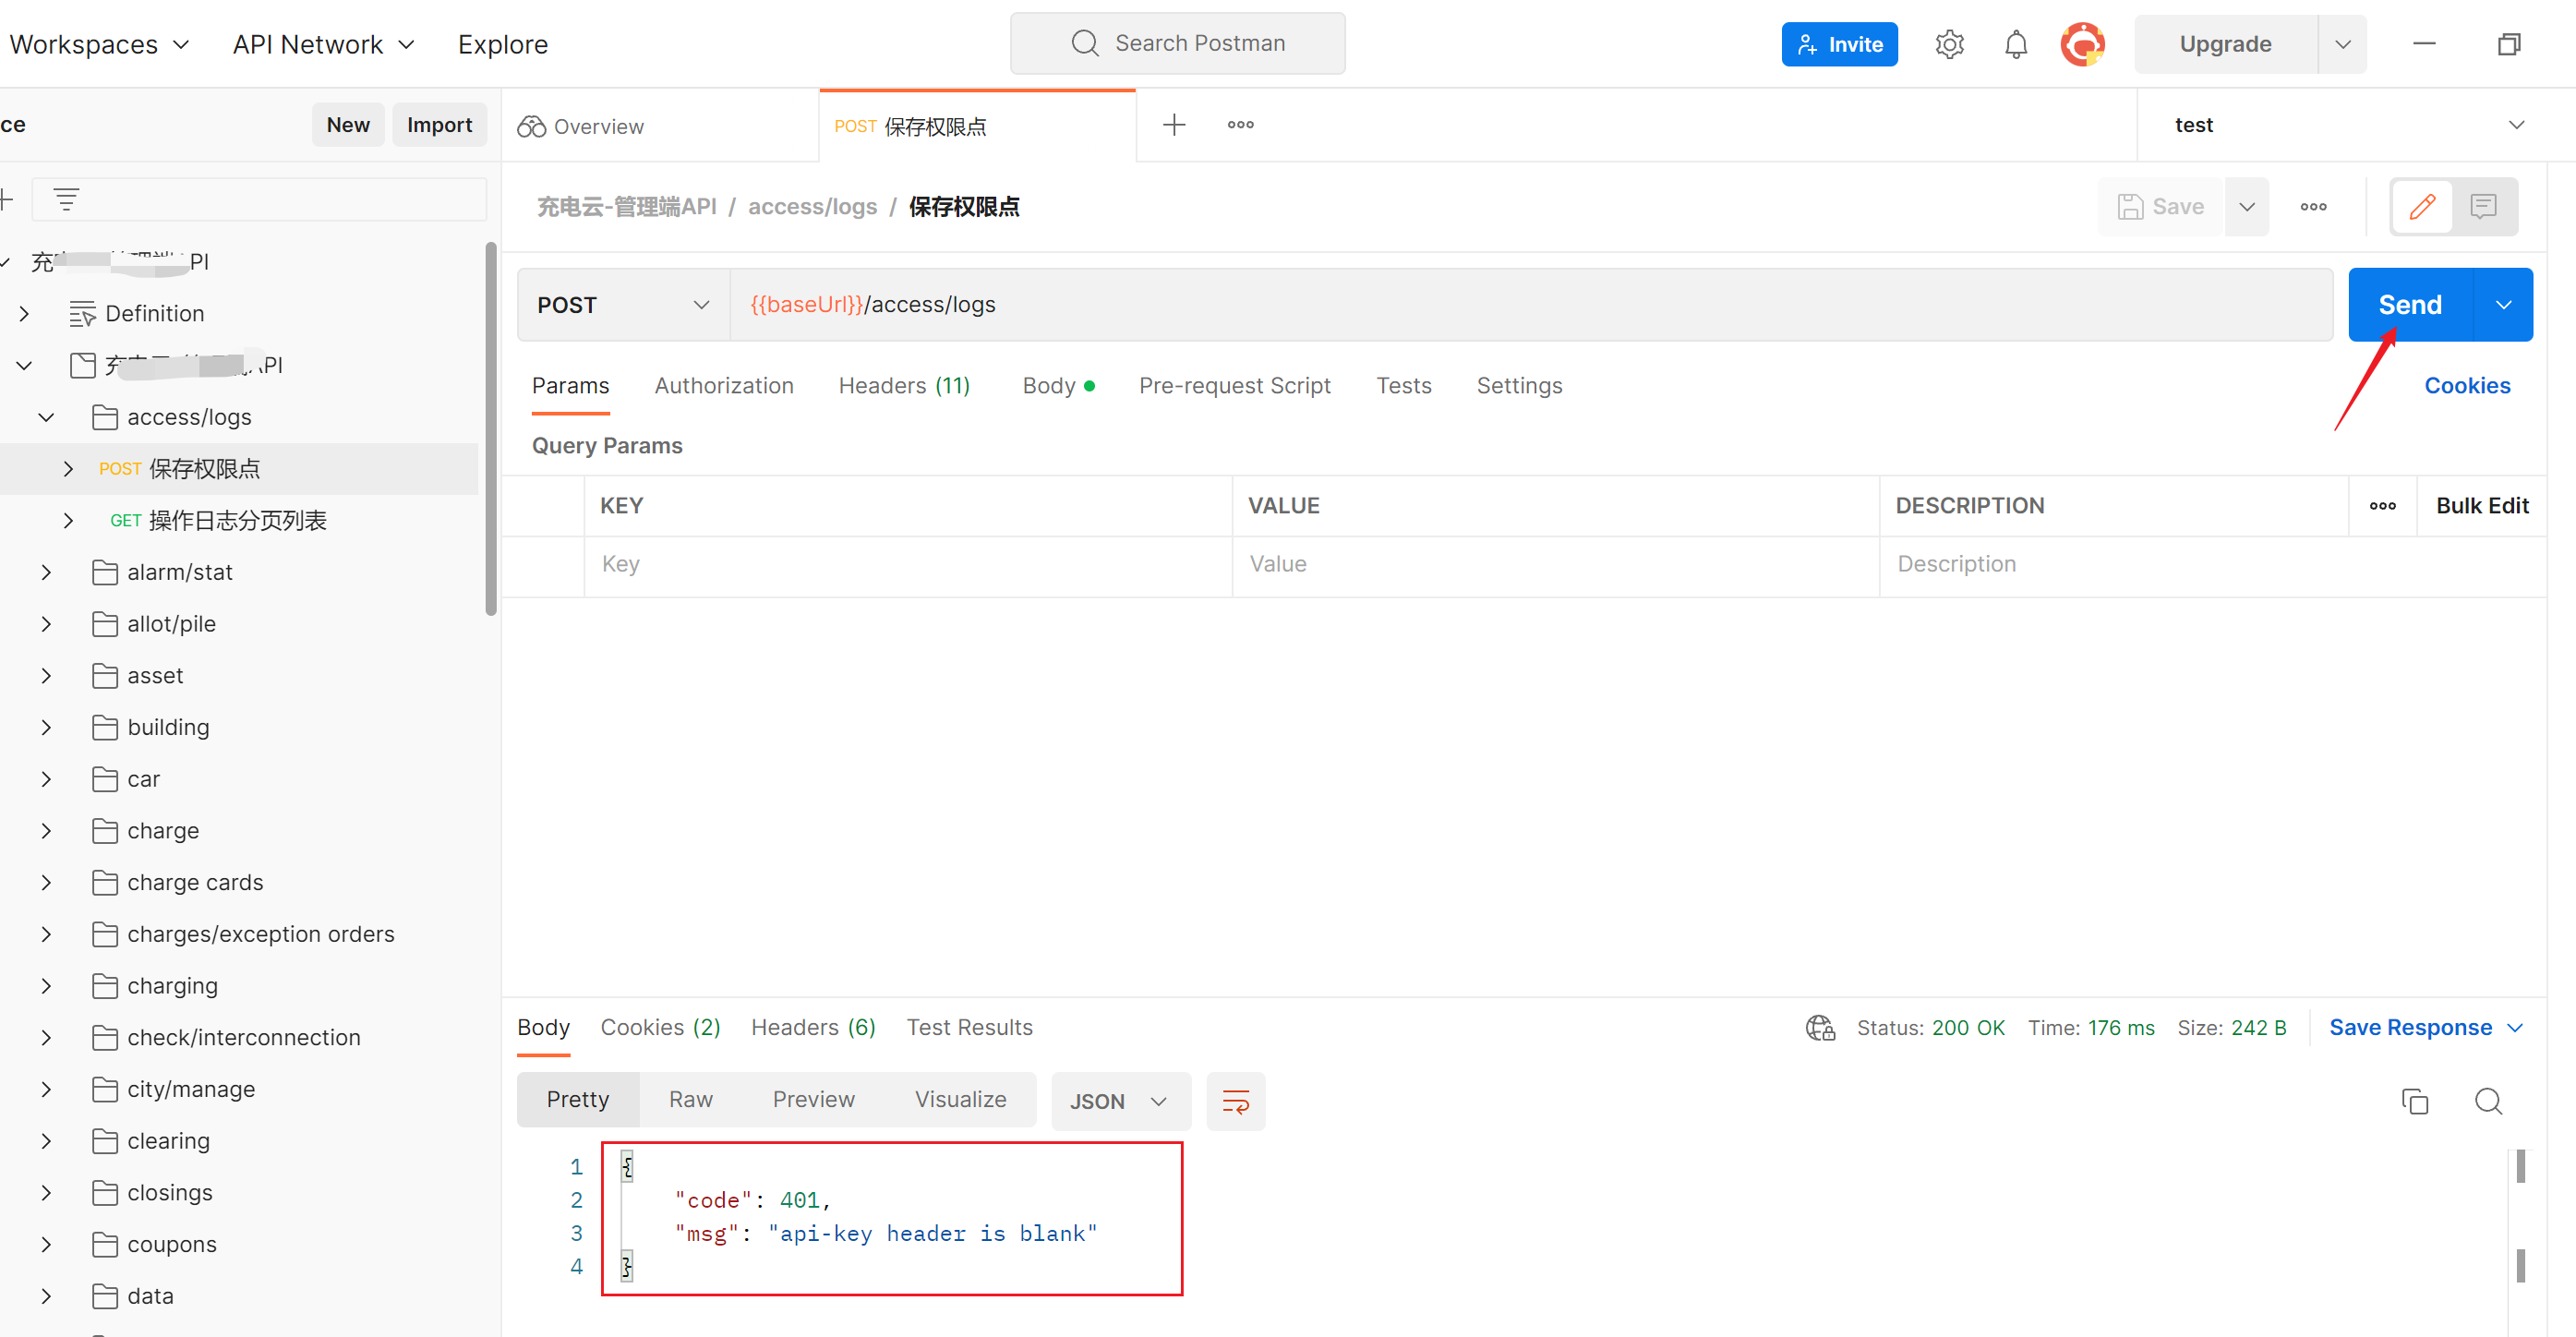 Workspaces API Network Explore Search Postman Invite Upgrade
ce New Import Overview POST 保存权限点 test
充电云-管理端API / access/logs / 保存权限点 Save
充 PI
Definition
API
access/logs
POST 保存权限点
GET 操作日志分页列表
alarm/stat
allot/pile
asset
building
car
charge
charge cards
charges/exception orders
charging
check/interconnection
city/manage
clearing
closings
coupons
data
POST {{baseUrl}}/access/logs Send
Params Authorization Headers (11) Body Pre-request Script Tests Settings Cookies
Query Params
KEY VALUE DESCRIPTION Bulk Edit
Key Value Description
Body Cookies (2) Headers (6) Test Results Status: 200 OK Time: 176 ms Size: 242 B Save Response
Pretty Raw Preview Visualize JSON
1 {
2 "code": 401,
3 "msg": "api-key header is blank"
4 }